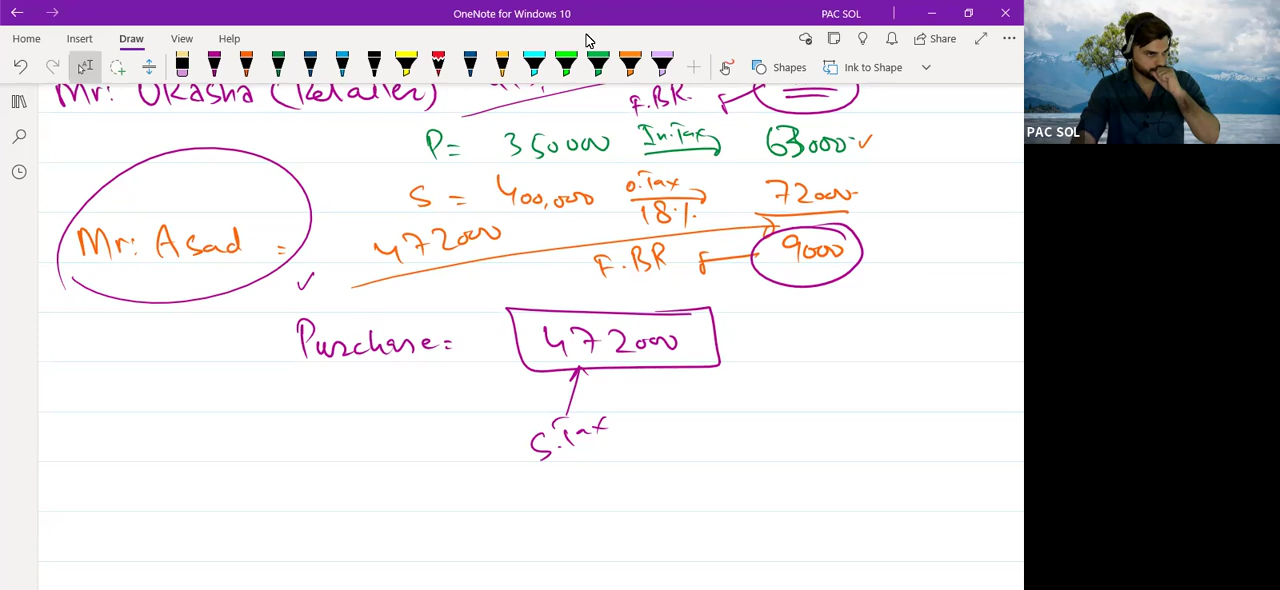 OneNote for Windows 10
PAC SOL
Home Insert Draw View Help
Share
Shapes Ink to Shape
PAC SOL
Mr: Ukasha (Retailer)
F.BR.
P= 350000 In.Tax 63000-
S = 400,000 O.Tax 72000-
18%
Mr: Asad = 472000
F.BR 9000
Purchase = 472000
S.Tax